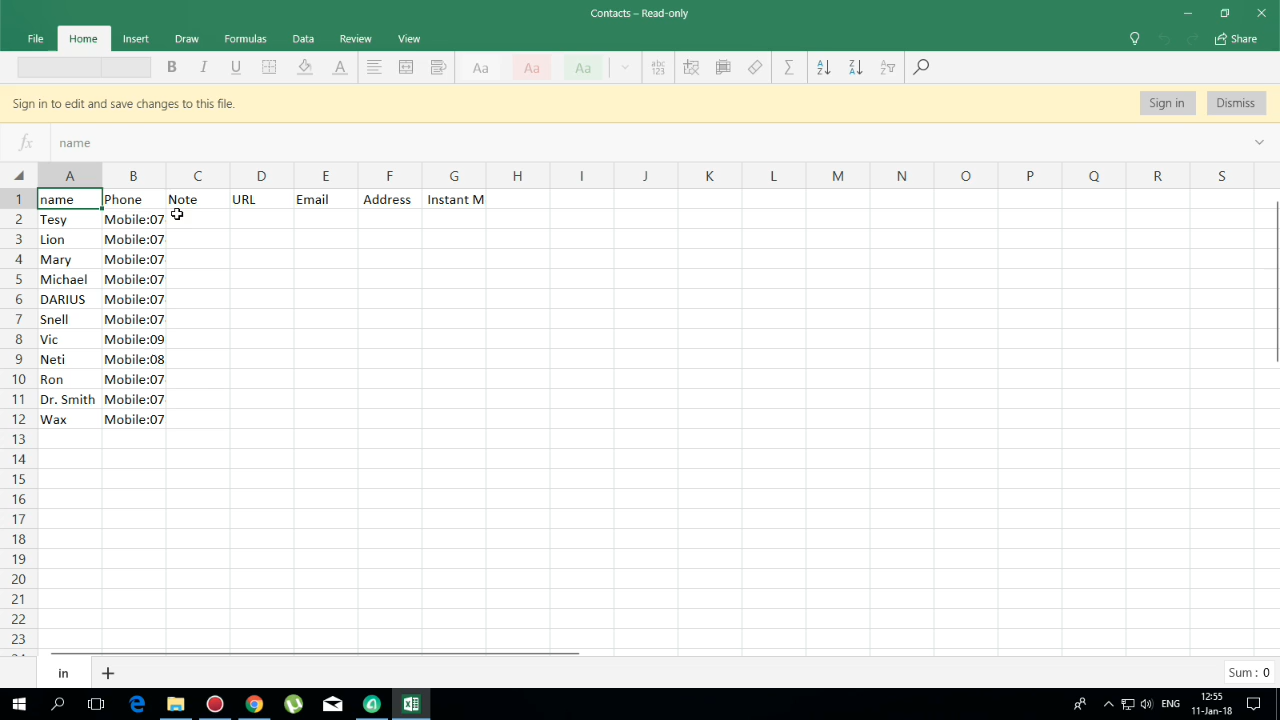 Contacts – Read-only
File Home Insert Draw Formulas Data Review View Share
B I U A Aa Aa Aa abc 123 Σ A Z Z A A Z
Sign in to edit and save changes to this file. Sign in Dismiss
fx name
A B C D E F G H I J K L M N O P Q R S
1 name Phone Note URL Email Address Instant M
2 Tesy Mobile:07
3 Lion Mobile:07
4 Mary Mobile:07
5 Michael Mobile:07
6 DARIUS Mobile:07
7 Snell Mobile:07
8 Vic Mobile:09
9 Neti Mobile:08
10 Ron Mobile:07
11 Dr. Smith Mobile:07
12 Wax Mobile:07
13
14
15
16
17
18
19
20
21
22
23
in Sum : 0
ENG 12:55
11-Jan-18